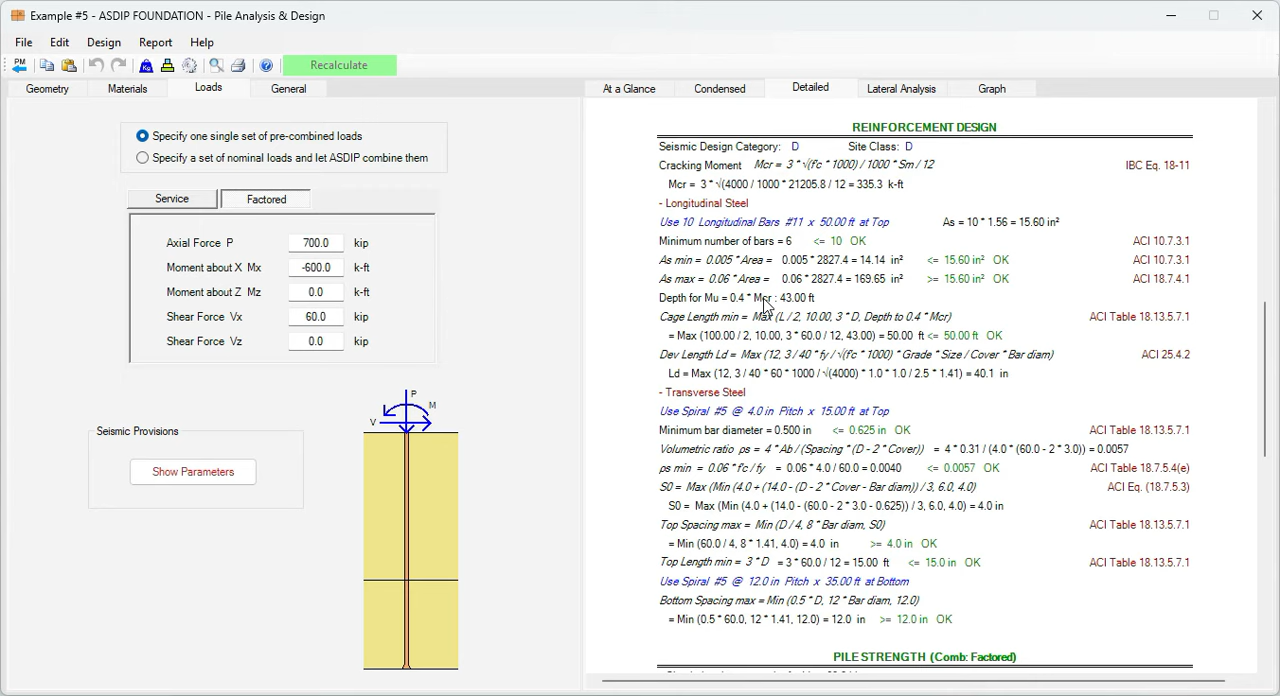 Example #5 - ASDIP FOUNDATION - Pile Analysis & Design
File Edit Design Report Help
PM Kg Recalculate
Geometry Materials Loads General
Specify one single set of pre-combined loads
Specify a set of nominal loads and let ASDIP combine them
Service Factored
Axial Force P 700.0 kip
Moment about X Mx -600.0 k-ft
Moment about Z Mz 0.0 k-ft
Shear Force Vx 60.0 kip
Shear Force Vz 0.0 kip
Seismic Provisions
Show Parameters
P
M
V
At a Glance Condensed Detailed Lateral Analysis Graph
REINFORCEMENT DESIGN
Seismic Design Category: D Site Class: D
Cracking Moment Mcr = 3 * √(f'c * 1000) / 1000 * Sm / 12 IBC Eq. 18-11
Mcr = 3 * √(4000 / 1000 * 21205.8 / 12 = 335.3 k-ft
- Longitudinal Steel
Use 10 Longitudinal Bars #11 x 50.00 ft at Top As = 10 * 1.56 = 15.60 in²
Minimum number of bars = 6 <= 10 OK ACI 10.7.3.1
As min = 0.005 * Area = 0.005 * 2827.4 = 14.14 in² <= 15.60 in² OK ACI 10.7.3.1
As max = 0.06 * Area = 0.06 * 2827.4 = 169.65 in² >= 15.60 in² OK ACI 18.7.4.1
Depth for Mu = 0.4 * Mcr : 43.00 ft
Cage Length min = Max (L / 2, 10.00, 3 * D, Depth to 0.4 * Mcr) ACI Table 18.13.5.7.1
= Max (100.00 / 2, 10.00, 3 * 60.0 / 12, 43.00) = 50.00 ft <= 50.00 ft OK
Dev Length Ld = Max (12, 3 / 40 * fy / √(f'c * 1000) * Grade * Size / Cover * Bar diam) ACI 25.4.2
Ld = Max (12, 3 / 40 * 60 * 1000 / √(4000) * 1.0 * 1.0 / 2.5 * 1.41) = 40.1 in
- Transverse Steel
Use Spiral #5 @ 4.0 in Pitch x 15.00 ft at Top
Minimum bar diameter = 0.500 in <= 0.625 in OK ACI Table 18.13.5.7.1
Volumetric ratio ρs = 4 * Ab / (Spacing * (D - 2 * Cover)) = 4 * 0.31 / (4.0 * (60.0 - 2 * 3.0)) = 0.0057
ρs min = 0.06 * f'c / fy = 0.06 * 4.0 / 60.0 = 0.0040 <= 0.0057 OK ACI Table 18.7.5.4(e)
S0 = Max (Min (4.0 + (14.0 - (D - 2 * Cover - Bar diam)) / 3, 6.0, 4.0) ACI Eq. (18.7.5.3)
S0 = Max (Min (4.0 + (14.0 - (60.0 - 2 * 3.0 - 0.625)) / 3, 6.0, 4.0) = 4.0 in
Top Spacing max = Min (D / 4, 8 * Bar diam, S0) ACI Table 18.13.5.7.1
= Min (60.0 / 4, 8 * 1.41, 4.0) = 4.0 in >= 4.0 in OK
Top Length min = 3 * D = 3 * 60.0 / 12 = 15.00 ft <= 15.0 in OK ACI Table 18.13.5.7.1
Use Spiral #5 @ 12.0 in Pitch x 35.00 ft at Bottom
Bottom Spacing max = Min (0.5 * D, 12 * Bar diam, 12.0)
= Min (0.5 * 60.0, 12 * 1.41, 12.0) = 12.0 in >= 12.0 in OK
PILE STRENGTH (Comb: Factored)